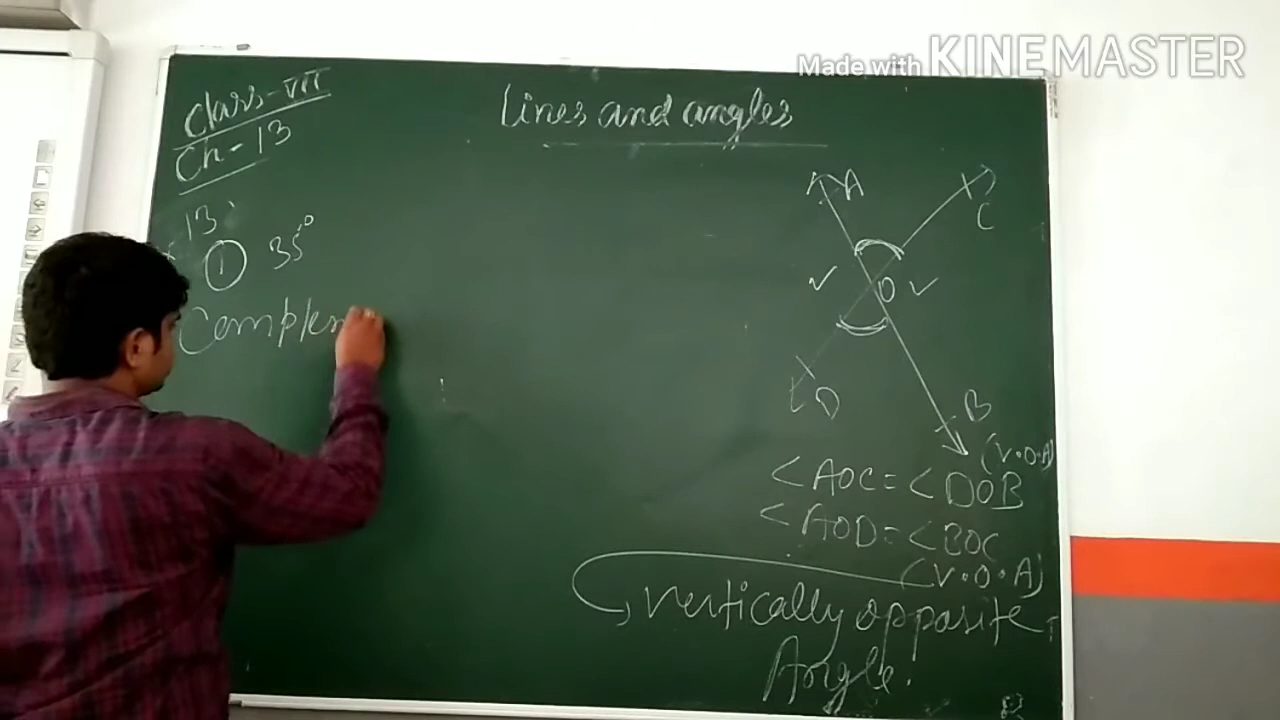 Made with KINEMASTER
Class-VII
Ch-13
Lines and angles
13.
1 35°
Complem
A
C
O
D
B
(V.O.A)
<AOC=<DOB
<AOD=<BOC
(V.O.A)
vertically opposite
Angle.